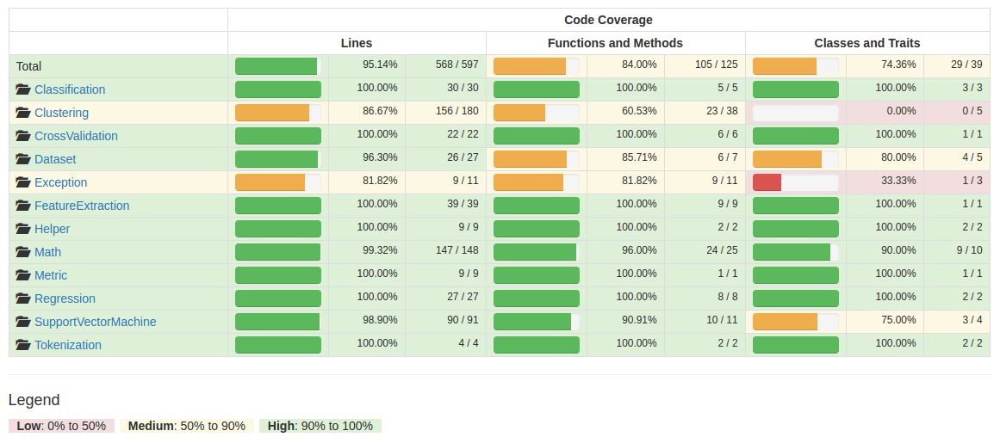 Code Coverage
Lines Functions and Methods Classes and Traits
Total 95.14% 568 / 597 84.00% 105 / 125 74.36% 29 / 39
Classification 100.00% 30 / 30 100.00% 5 / 5 100.00% 3 / 3
Clustering 86.67% 156 / 180 60.53% 23 / 38 0.00% 0 / 5
CrossValidation 100.00% 22 / 22 100.00% 6 / 6 100.00% 1 / 1
Dataset 96.30% 26 / 27 85.71% 6 / 7 80.00% 4 / 5
Exception 81.82% 9 / 11 81.82% 9 / 11 33.33% 1 / 3
FeatureExtraction 100.00% 39 / 39 100.00% 9 / 9 100.00% 1 / 1
Helper 100.00% 9 / 9 100.00% 2 / 2 100.00% 2 / 2
Math 99.32% 147 / 148 96.00% 24 / 25 90.00% 9 / 10
Metric 100.00% 9 / 9 100.00% 1 / 1 100.00% 1 / 1
Regression 100.00% 27 / 27 100.00% 8 / 8 100.00% 2 / 2
SupportVectorMachine 98.90% 90 / 91 90.91% 10 / 11 75.00% 3 / 4
Tokenization 100.00% 4 / 4 100.00% 2 / 2 100.00% 2 / 2
Legend
Low: 0% to 50% Medium: 50% to 90% High: 90% to 100%